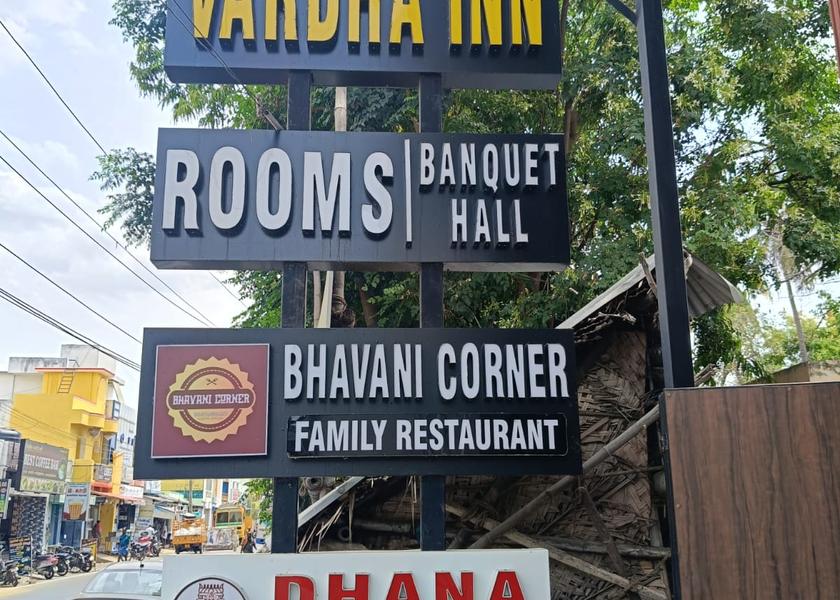 VARDHA INN
ROOMS
BANQUET
HALL
BHAVANI CORNER
BHAVANI CORNER
FAMILY RESTAURANT
DHANA